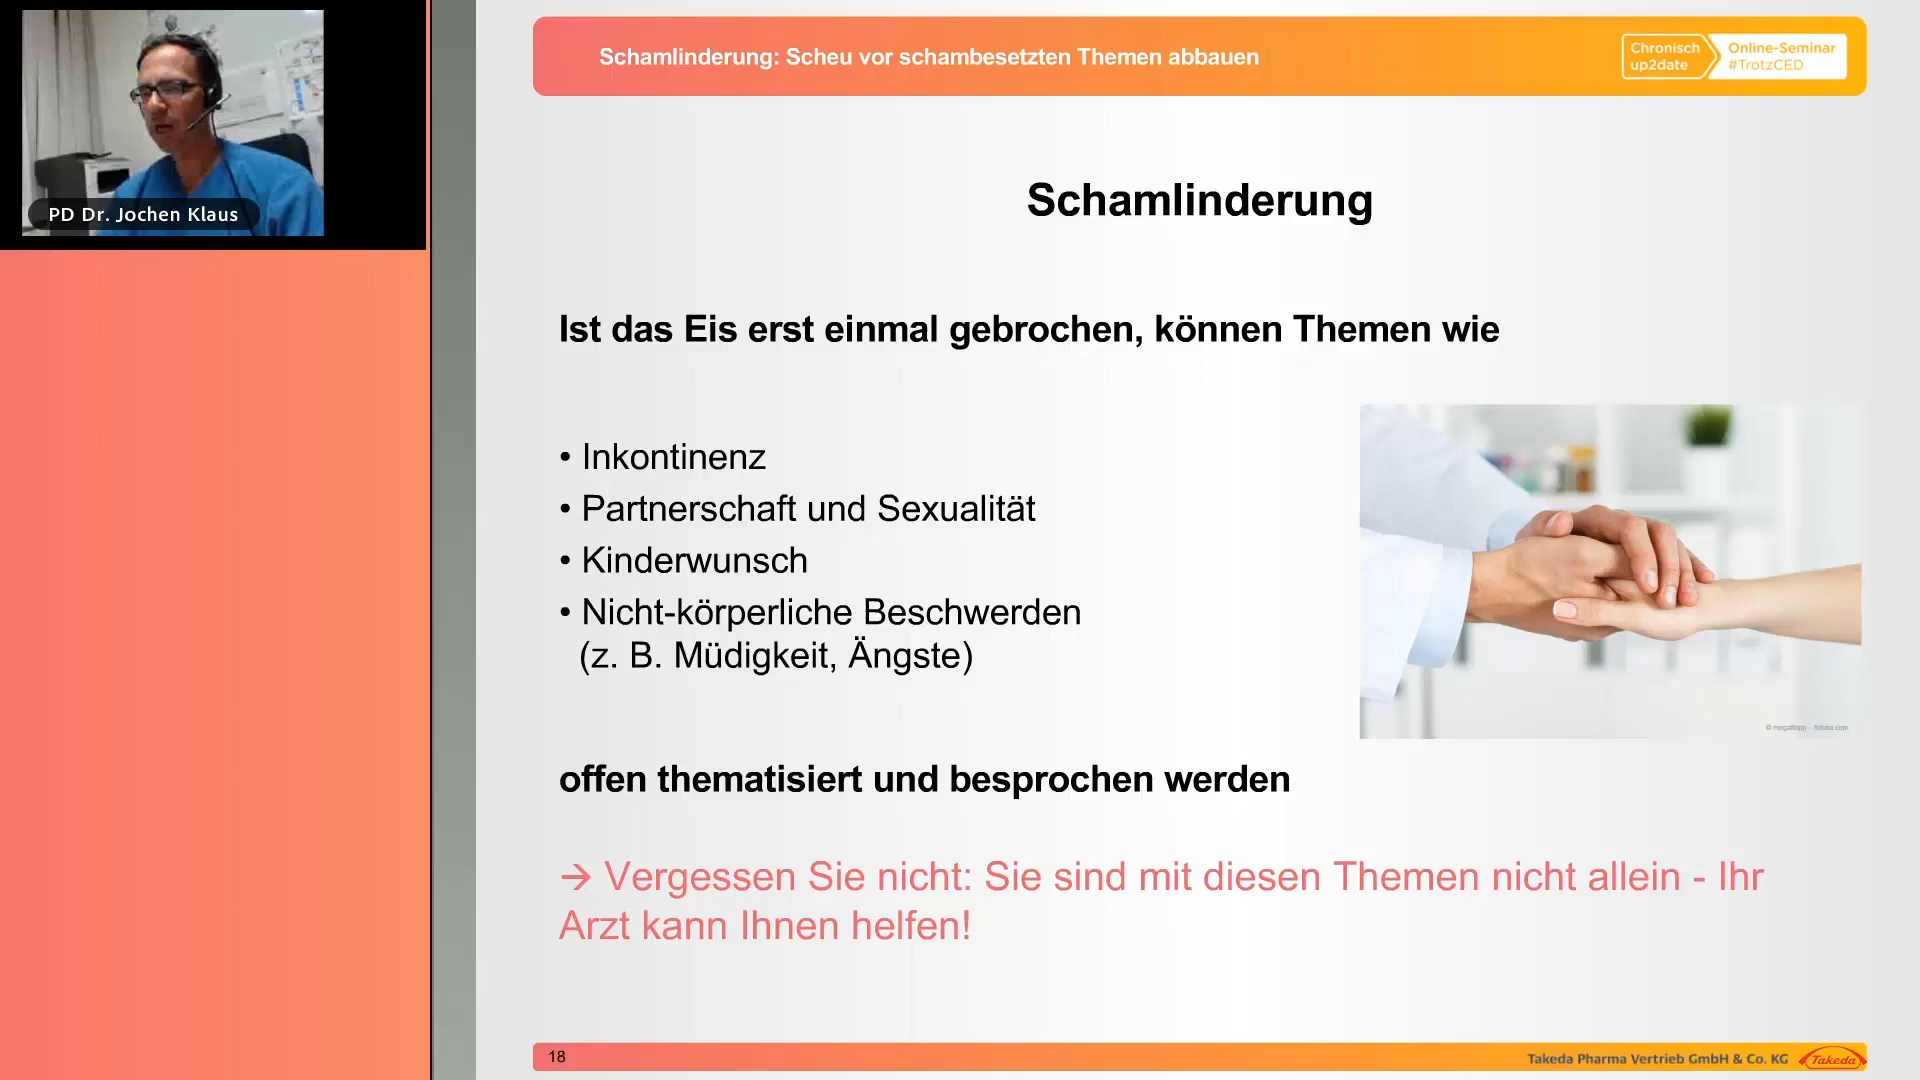 PD Dr. Jochen Klaus
Schamlinderung: Scheu vor schambesetzten Themen abbauen
Chronisch
up2date
Online-Seminar
#TrotzCED
Schamlinderung
Ist das Eis erst einmal gebrochen, können Themen wie
• Inkontinenz
• Partnerschaft und Sexualität
• Kinderwunsch
• Nicht-körperliche Beschwerden
(z. B. Müdigkeit, Ängste)
offen thematisiert und besprochen werden
→ Vergessen Sie nicht: Sie sind mit diesen Themen nicht allein - Ihr
Arzt kann Ihnen helfen!
18
Takeda Pharma Vertrieb GmbH & Co. KG
Takeda